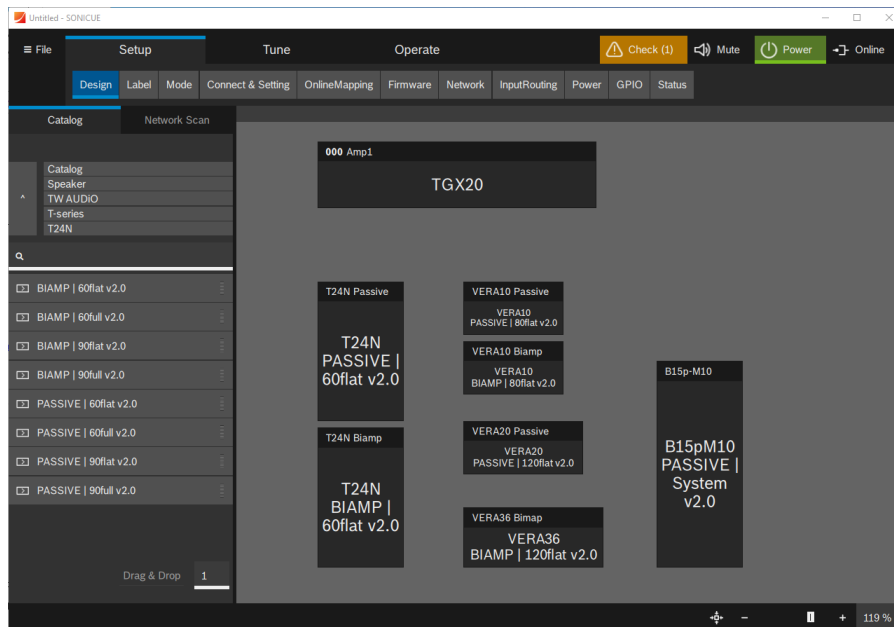 Untitled - SONICUE
≡ File
Setup
Tune
Operate
Check (1)
Mute
Power
Online
Design
Label
Mode
Connect & Setting
OnlineMapping
Firmware
Network
InputRouting
Power
GPIO
Status
Catalog
Network Scan
Catalog
Speaker
TW AUDiO
T-series
T24N
BIAMP | 60flat v2.0
BIAMP | 60full v2.0
BIAMP | 90flat v2.0
BIAMP | 90full v2.0
PASSIVE | 60flat v2.0
PASSIVE | 60full v2.0
PASSIVE | 90flat v2.0
PASSIVE | 90full v2.0
Drag & Drop 1
000 Amp1
TGX20
T24N Passive
T24N
PASSIVE |
60flat v2.0
T24N Biamp
T24N
BIAMP |
60flat v2.0
VERA10 Passive
VERA10
PASSIVE | 80flat v2.0
VERA10 Biamp
VERA10
BIAMP | 80flat v2.0
VERA20 Passive
VERA20
PASSIVE | 120flat v2.0
VERA36 Bimap
VERA36
BIAMP | 120flat v2.0
B15p-M10
B15pM10
PASSIVE |
System
v2.0
119 %